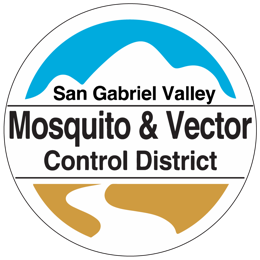 San Gabriel Valley
Mosquito & Vector
Control District